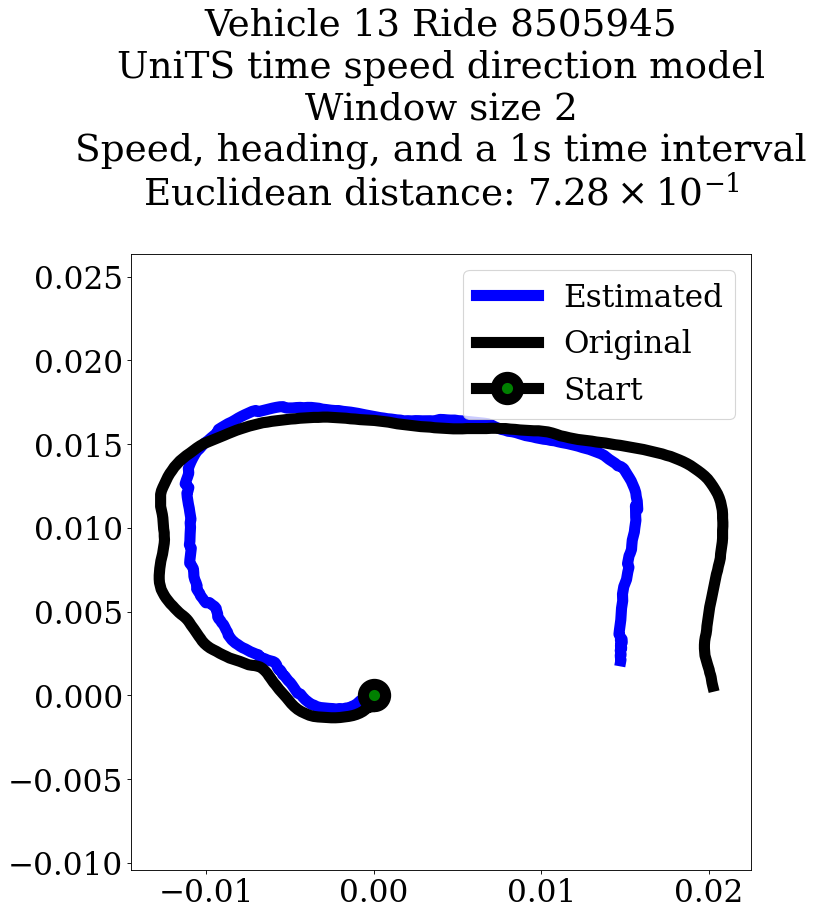 Vehicle 13 Ride 8505945
UniTS time speed direction model
Window size 2
Speed, heading, and a 1s time interval
Euclidean distance: 7.28 × 10⁻¹
Estimated
Original
Start
0.025
0.020
0.015
0.010
0.005
0.000
−0.005
−0.010
−0.01 0.00 0.01 0.02